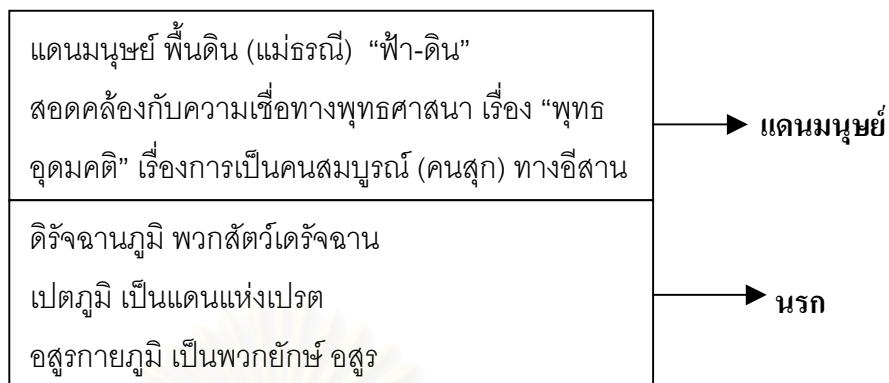 แดนมนุษย์ พื้นดิน (แม่ธรณี) “ฟ้า-ดิน”
สอดคล้องกับความเชื่อทางพุทธศาสนา เรื่อง “พุทธ
อุดมคติ” เรื่องการเป็นคนสมบูรณ์ (คนสุก) ทางอีสาน
แดนมนุษย์
ดิรัจฉานภูมิ พวกสัตว์เดรัจฉาน
เปตภูมิ เป็นแดนแห่งเปรต
อสูรกายภูมิ เป็นพวกยักษ์ อสูร
นรก